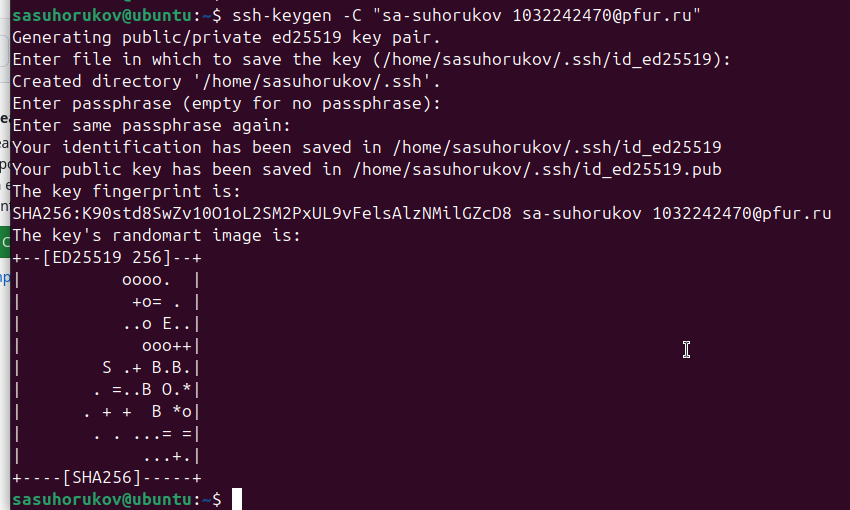 sasuhorukov@ubuntu:~$ ssh-keygen -C "sa-suhorukov 1032242470@pfur.ru"
Generating public/private ed25519 key pair.
Enter file in which to save the key (/home/sasuhorukov/.ssh/id_ed25519):
Created directory '/home/sasuhorukov/.ssh'.
Enter passphrase (empty for no passphrase):
Enter same passphrase again:
Your identification has been saved in /home/sasuhorukov/.ssh/id_ed25519
Your public key has been saved in /home/sasuhorukov/.ssh/id_ed25519.pub
The key fingerprint is:
SHA256:K90std8SwZv10O1oL2SM2PxUL9vFelsAlzNMilGZcD8 sa-suhorukov 1032242470@pfur.ru
The key's randomart image is:
+--[ED25519 256]--+
|          oooo.  |
|           +o= . |
|          ..o E..|
|            ooo++|
|        S .+ B.B.|
|       . =..B O.*|
|      . + +  B *o|
|       . . ...= =|
|            ...+.|
+----[SHA256]-----+
sasuhorukov@ubuntu:~$